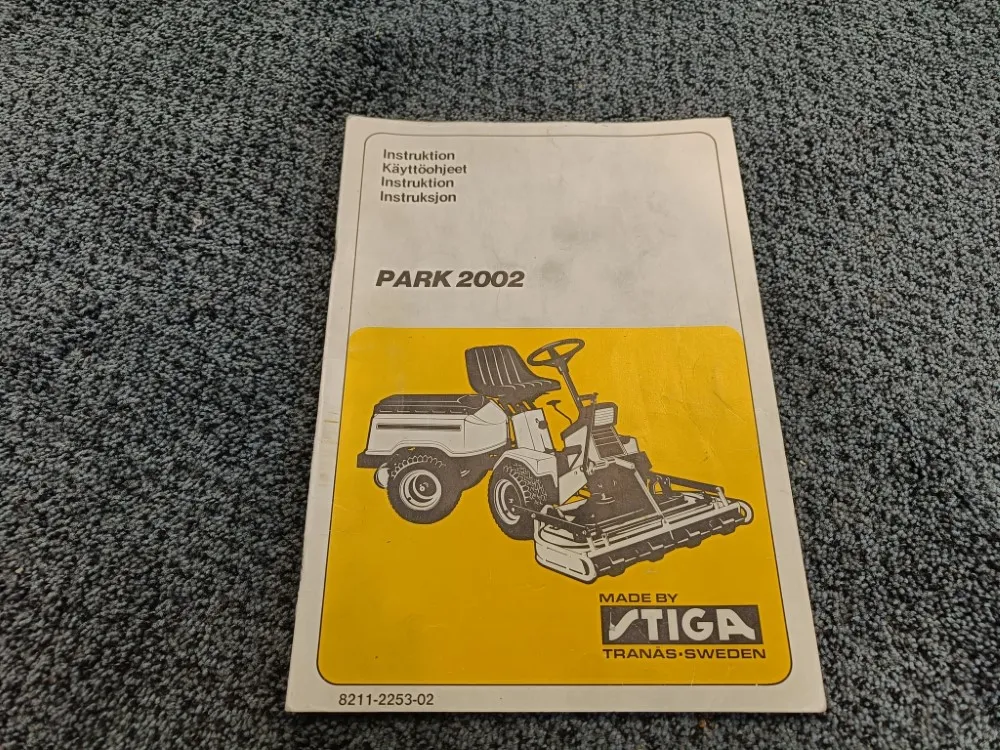 Instruktion
Käyttöohjeet
Instruktion
Instruksjon
PARK 2002
MADE BY
STIGA
TRANÅS·SWEDEN
8211-2253-02